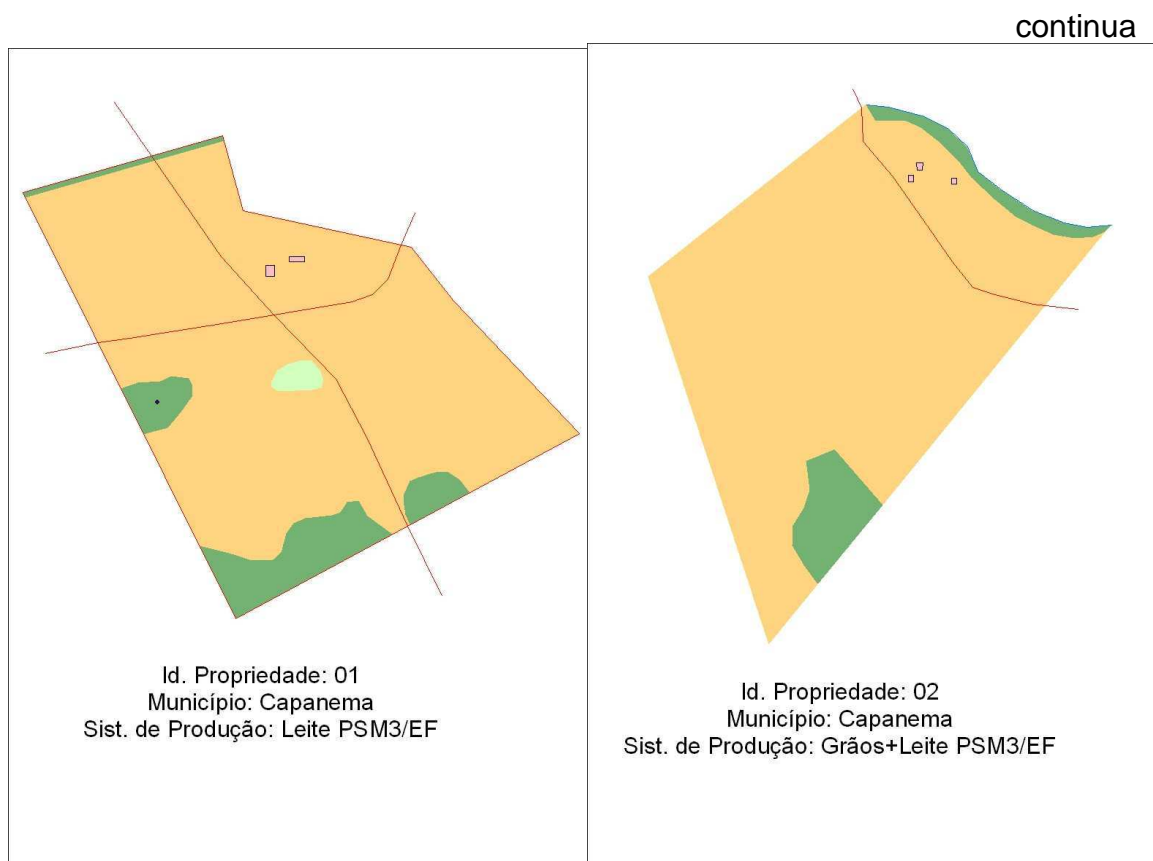 continua
Id. Propriedade: 01
Município: Capanema
Sist. de Produção: Leite PSM3/EF
Id. Propriedade: 02
Município: Capanema
Sist. de Produção: Grãos+Leite PSM3/EF